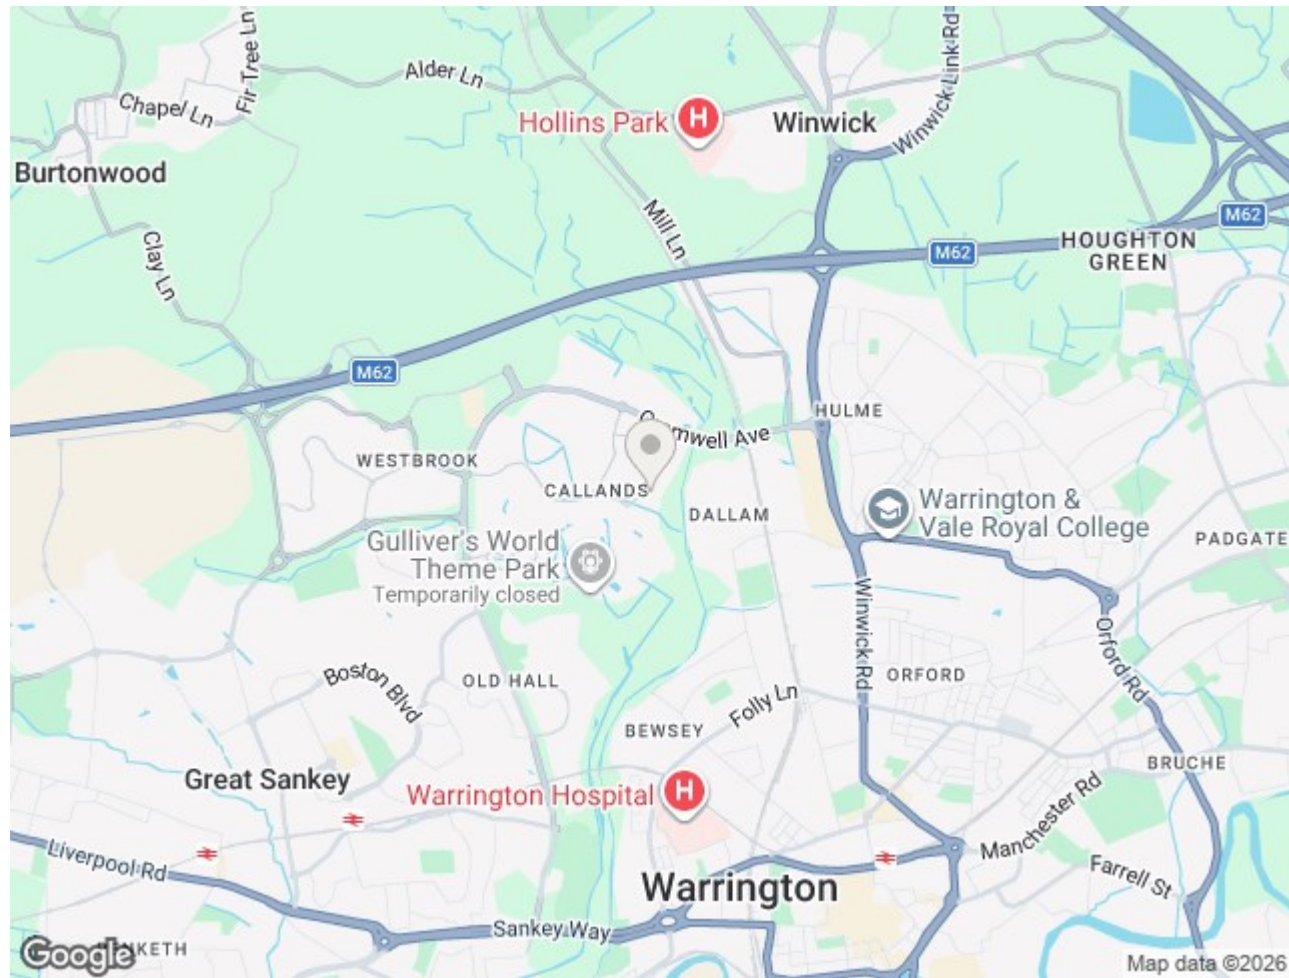 Fir Tree Ln
Alder Ln
Chapel Ln
Winwick Link Rd
Hollins Park
H
Winwick
Burtonwood
Mill Ln
M62
HOUGHTON
GREEN
M62
Clay Ln
M62
HULME
Cromwell Ave
WESTBROOK
CALLANDS
DALLAM
Warrington &
Vale Royal College
PADGATE
Gulliver's World
Theme Park
Temporarily closed
Winwick Rd
Orford Rd
Boston Blvd
OLD HALL
ORFORD
Folly Ln
BEWSEY
BRUCHE
Great Sankey
Warrington Hospital
H
Manchester Rd
Liverpool Rd
Farrell St
Warrington
Sankey Way
Google
Map data ©2026